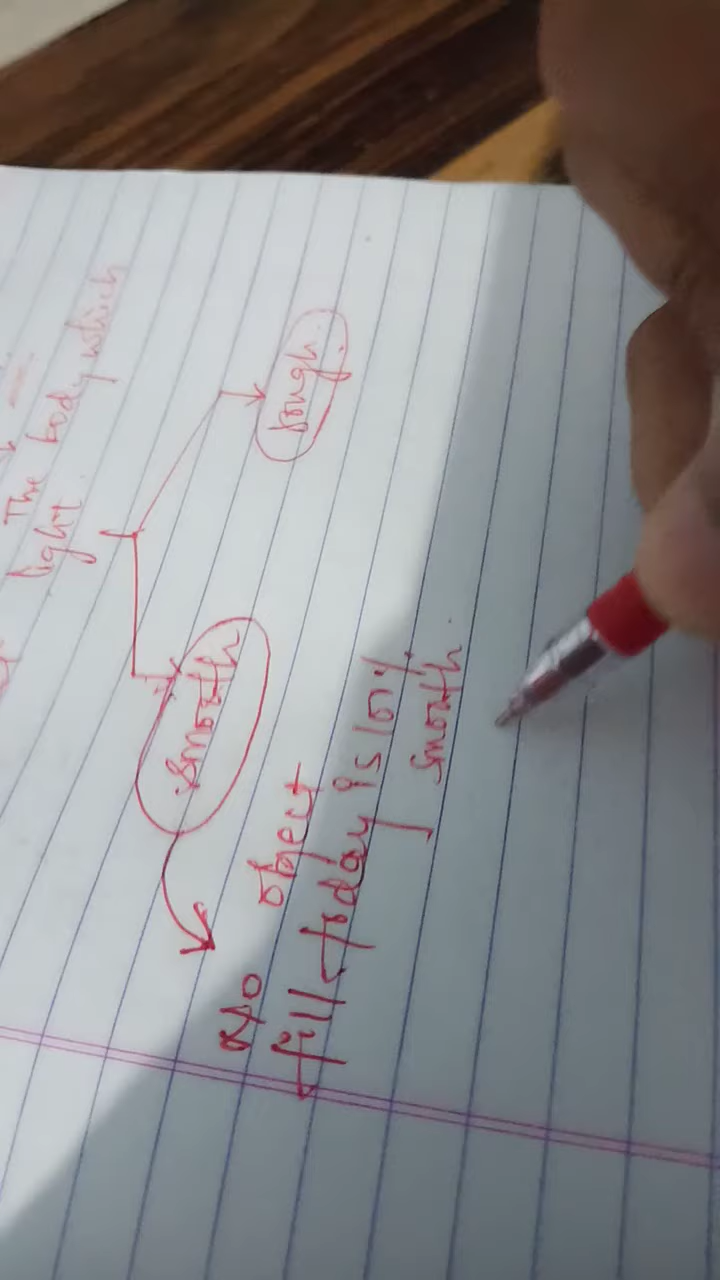 The body which
light.
Smooth
rough.
No object
till today is 100%
smooth.